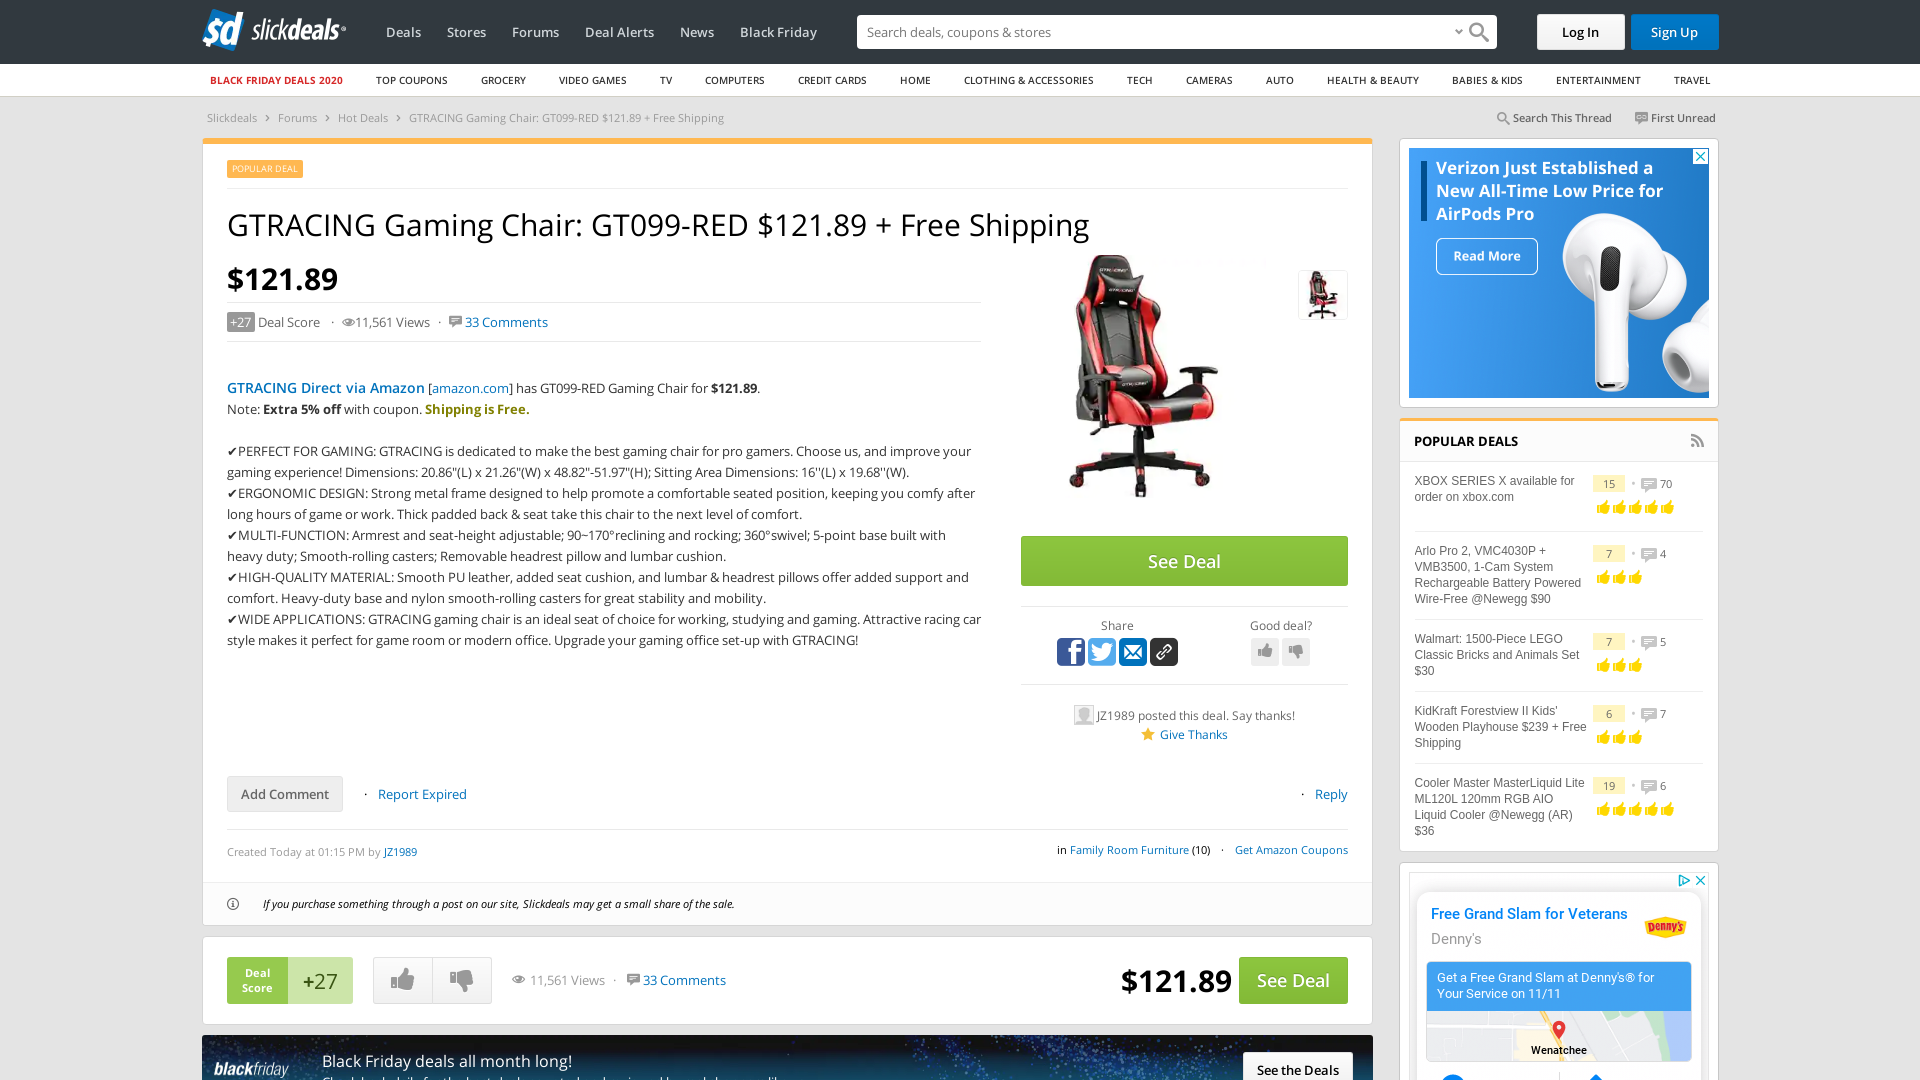 slickdeals
Deals
Stores
Forums
Deal Alerts
News
Black Friday
Search deals, coupons & stores
Log In
Sign Up
BLACK FRIDAY DEALS 2020
TOP COUPONS
GROCERY
VIDEO GAMES
TV
COMPUTERS
CREDIT CARDS
HOME
CLOTHING & ACCESSORIES
TECH
CAMERAS
AUTO
HEALTH & BEAUTY
BABIES & KIDS
ENTERTAINMENT
TRAVEL
Slickdeals › Forums › Hot Deals › GTRACING Gaming Chair: GT099-RED $121.89 + Free Shipping
Search This Thread
First Unread
POPULAR DEAL
GTRACING Gaming Chair: GT099-RED $121.89 + Free Shipping
$121.89
+27 Deal Score · 11,561 Views · 33 Comments
GTRACING Direct via Amazon [amazon.com] has GT099-RED Gaming Chair for $121.89.
Note: Extra 5% off with coupon. Shipping is Free.
✔PERFECT FOR GAMING: GTRACING is dedicated to make the best gaming chair for pro gamers. Choose us, and improve your
gaming experience! Dimensions: 20.86"(L) x 21.26"(W) x 48.82"-51.97"(H); Sitting Area Dimensions: 16''(L) x 19.68''(W).
✔ERGONOMIC DESIGN: Strong metal frame designed to help promote a comfortable seated position, keeping you comfy after
long hours of game or work. Thick padded back & seat take this chair to the next level of comfort.
✔MULTI-FUNCTION: Armrest and seat-height adjustable; 90~170°reclining and rocking; 360°swivel; 5-point base built with
heavy duty; Smooth-rolling casters; Removable headrest pillow and lumbar cushion.
✔HIGH-QUALITY MATERIAL: Smooth PU leather, added seat cushion, and lumbar & headrest pillows offer added support and
comfort. Heavy-duty base and nylon smooth-rolling casters for great stability and mobility.
✔WIDE APPLICATIONS: GTRACING gaming chair is an ideal seat of choice for working, studying and gaming. Attractive racing car
style makes it perfect for game room or modern office. Upgrade your gaming office set-up with GTRACING!
See Deal
Share
Good deal?
JZ1989 posted this deal. Say thanks!
Give Thanks
Add Comment
· Report Expired
· Reply
Created Today at 01:15 PM by JZ1989
in Family Room Furniture (10) · Get Amazon Coupons
If you purchase something through a post on our site, Slickdeals may get a small share of the sale.
Deal
Score
+27
11,561 Views · 33 Comments
$121.89
See Deal
blackfriday
Black Friday deals all month long!
See the Deals
Verizon Just Established a
New All-Time Low Price for
AirPods Pro
Read More
POPULAR DEALS
XBOX SERIES X available for
order on xbox.com
15 · 70
Arlo Pro 2, VMC4030P +
VMB3500, 1-Cam System
Rechargeable Battery Powered
Wire-Free @Newegg $90
7 · 4
Walmart: 1500-Piece LEGO
Classic Bricks and Animals Set
$30
7 · 5
KidKraft Forestview II Kids'
Wooden Playhouse $239 + Free
Shipping
6 · 7
Cooler Master MasterLiquid Lite
ML120L 120mm RGB AIO
Liquid Cooler @Newegg (AR)
$36
19 · 6
Free Grand Slam for Veterans
Denny's
Denny's
Get a Free Grand Slam at Denny's® for
Your Service on 11/11
Wenatchee